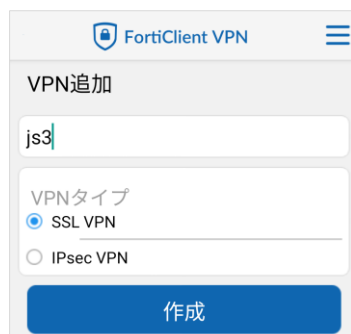 FortiClient VPN
VPN追加
js3
VPNタイプ
SSL VPN
IPsec VPN
作成